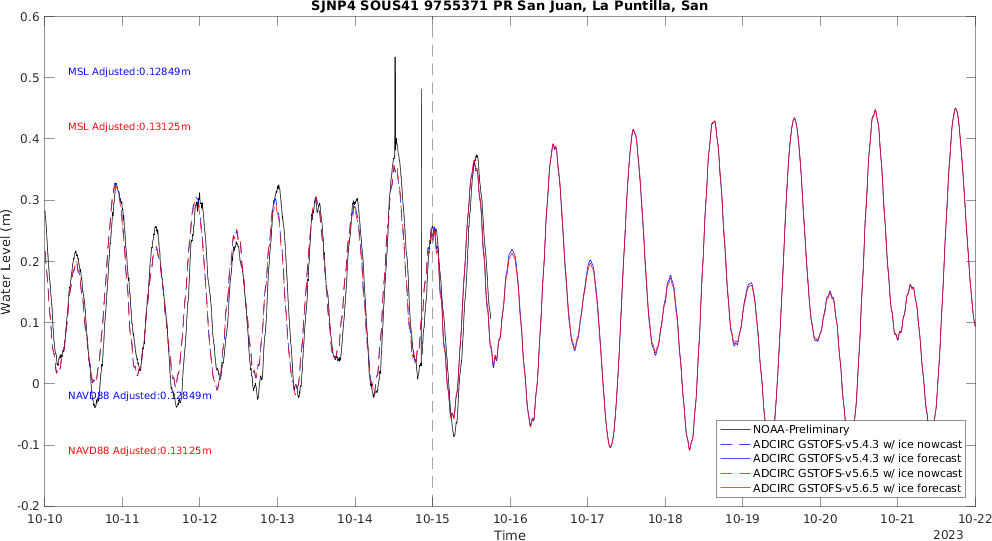 SJNP4 SOUS41 9755371 PR San Juan, La Puntilla, San
0.6
0.5
0.4
0.3
0.2
0.1
0
-0.1
-0.2
Water Level (m)
MSL Adjusted:0.12849m
MSL Adjusted:0.13125m
NAVD88 Adjusted:0.12849m
NAVD88 Adjusted:0.13125m
NOAA-Preliminary
ADCIRC GSTOFS-v5.4.3 w/ ice nowcast
ADCIRC GSTOFS-v5.4.3 w/ ice forecast
ADCIRC GSTOFS-v5.6.5 w/ ice nowcast
ADCIRC GSTOFS-v5.6.5 w/ ice forecast
10-10 10-11 10-12 10-13 10-14 10-15 10-16 10-17 10-18 10-19 10-20 10-21 10-22
Time
2023